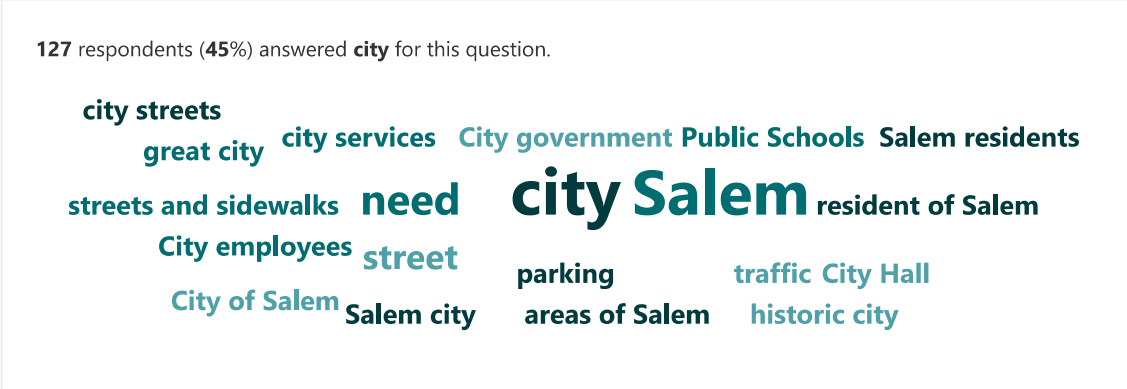 127 respondents (45%) answered city for this question.
city streets
great city
city services
City government
Public Schools
Salem residents
streets and sidewalks
need
city
Salem
resident of Salem
City employees
street
parking
traffic
City Hall
City of Salem
Salem city
areas of Salem
historic city